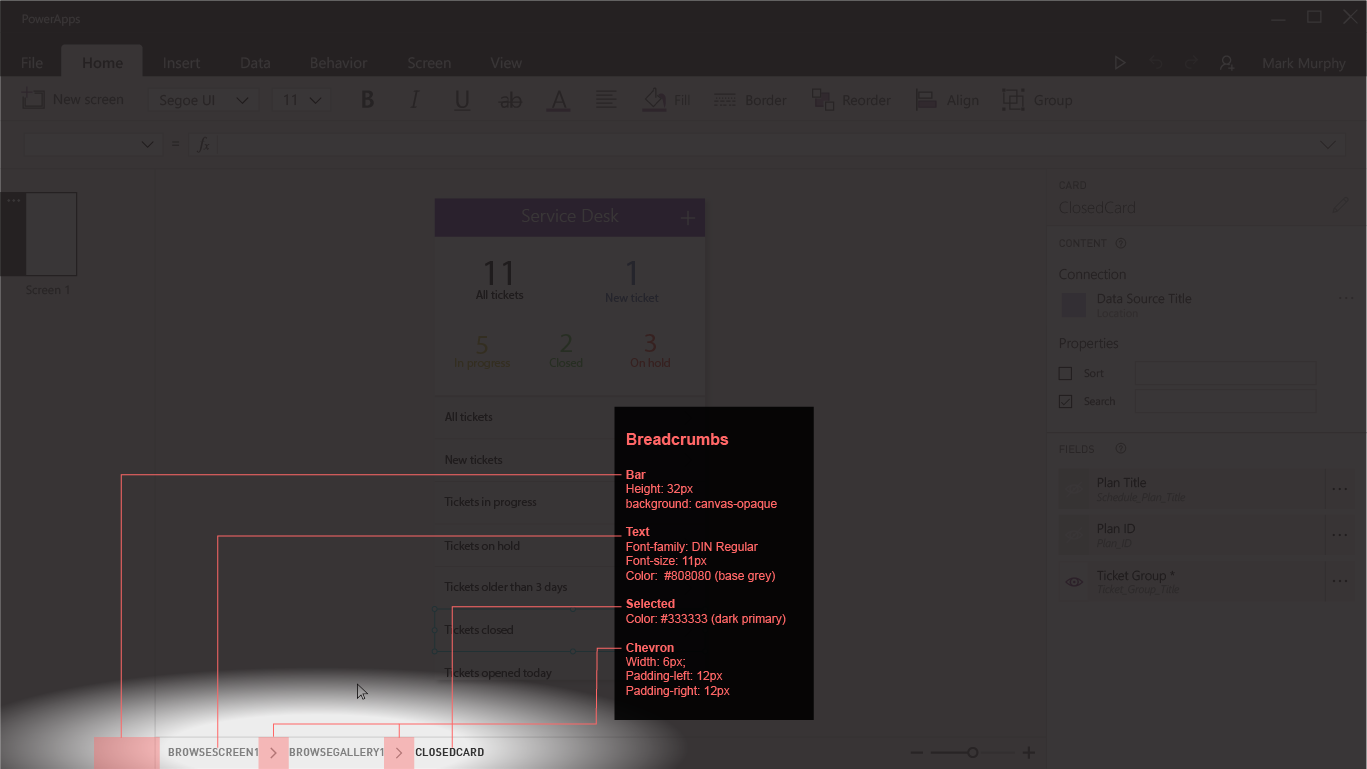 PowerApps
File Home Insert Data Behavior Screen View Mark Murphy
New screen Segoe UI 11 B I U ab A Fill Border Reorder Align Group
= fx
Screen 1
Service Desk +
11 1
All tickets New ticket
5 2 3
In progress Closed On hold
All tickets
New tickets
Tickets in progress
Tickets on hold
Tickets older than 3 days
Tickets closed
Tickets opened today
Breadcrumbs
Bar
Height: 32px
background: canvas-opaque
Text
Font-family: DIN Regular
Font-size: 11px
Color:  #808080 (base grey)
Selected
Color: #333333 (dark primary)
Chevron
Width: 6px;
Padding-left: 12px
Padding-right: 12px
CARD
ClosedCard
CONTENT ?
Connection
Data Source Title
Location
Properties
Sort
Search
FIELDS ?
Plan Title
Schedule_Plan_Title
Plan ID
Plan_ID
Ticket Group *
Ticket_Group_Title
BROWSESCREEN1 > BROWSEGALLERY1 > CLOSEDCARD